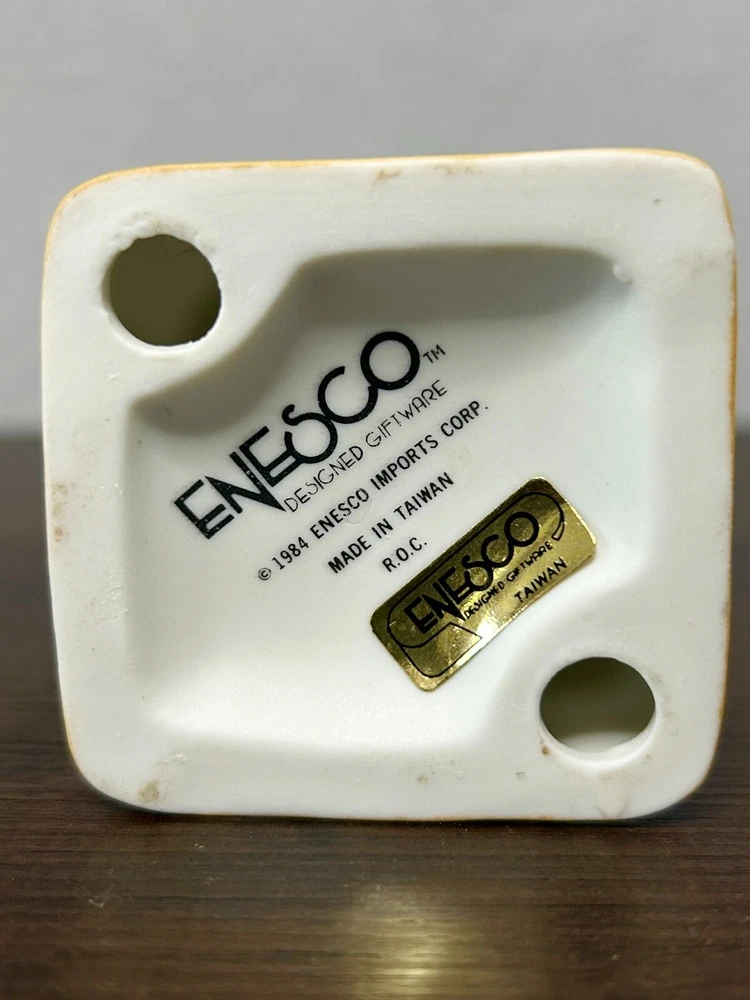 ENESCO™
DESIGNED GIFTWARE
© 1984 ENESCO IMPORTS CORP.
MADE IN TAIWAN
R.O.C.
ENESCO
DESIGNED GIFTWARE
TAIWAN